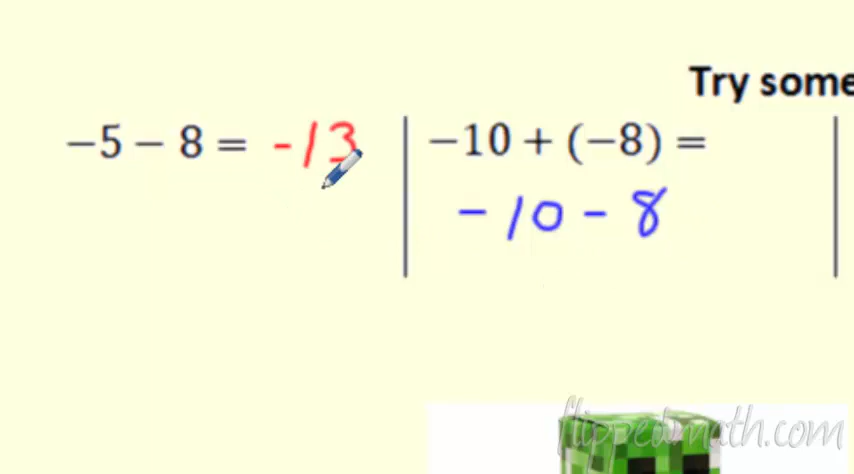 Try some
−5 − 8 = -13
−10 + (−8) =
-10 - 8
flippedmath.com